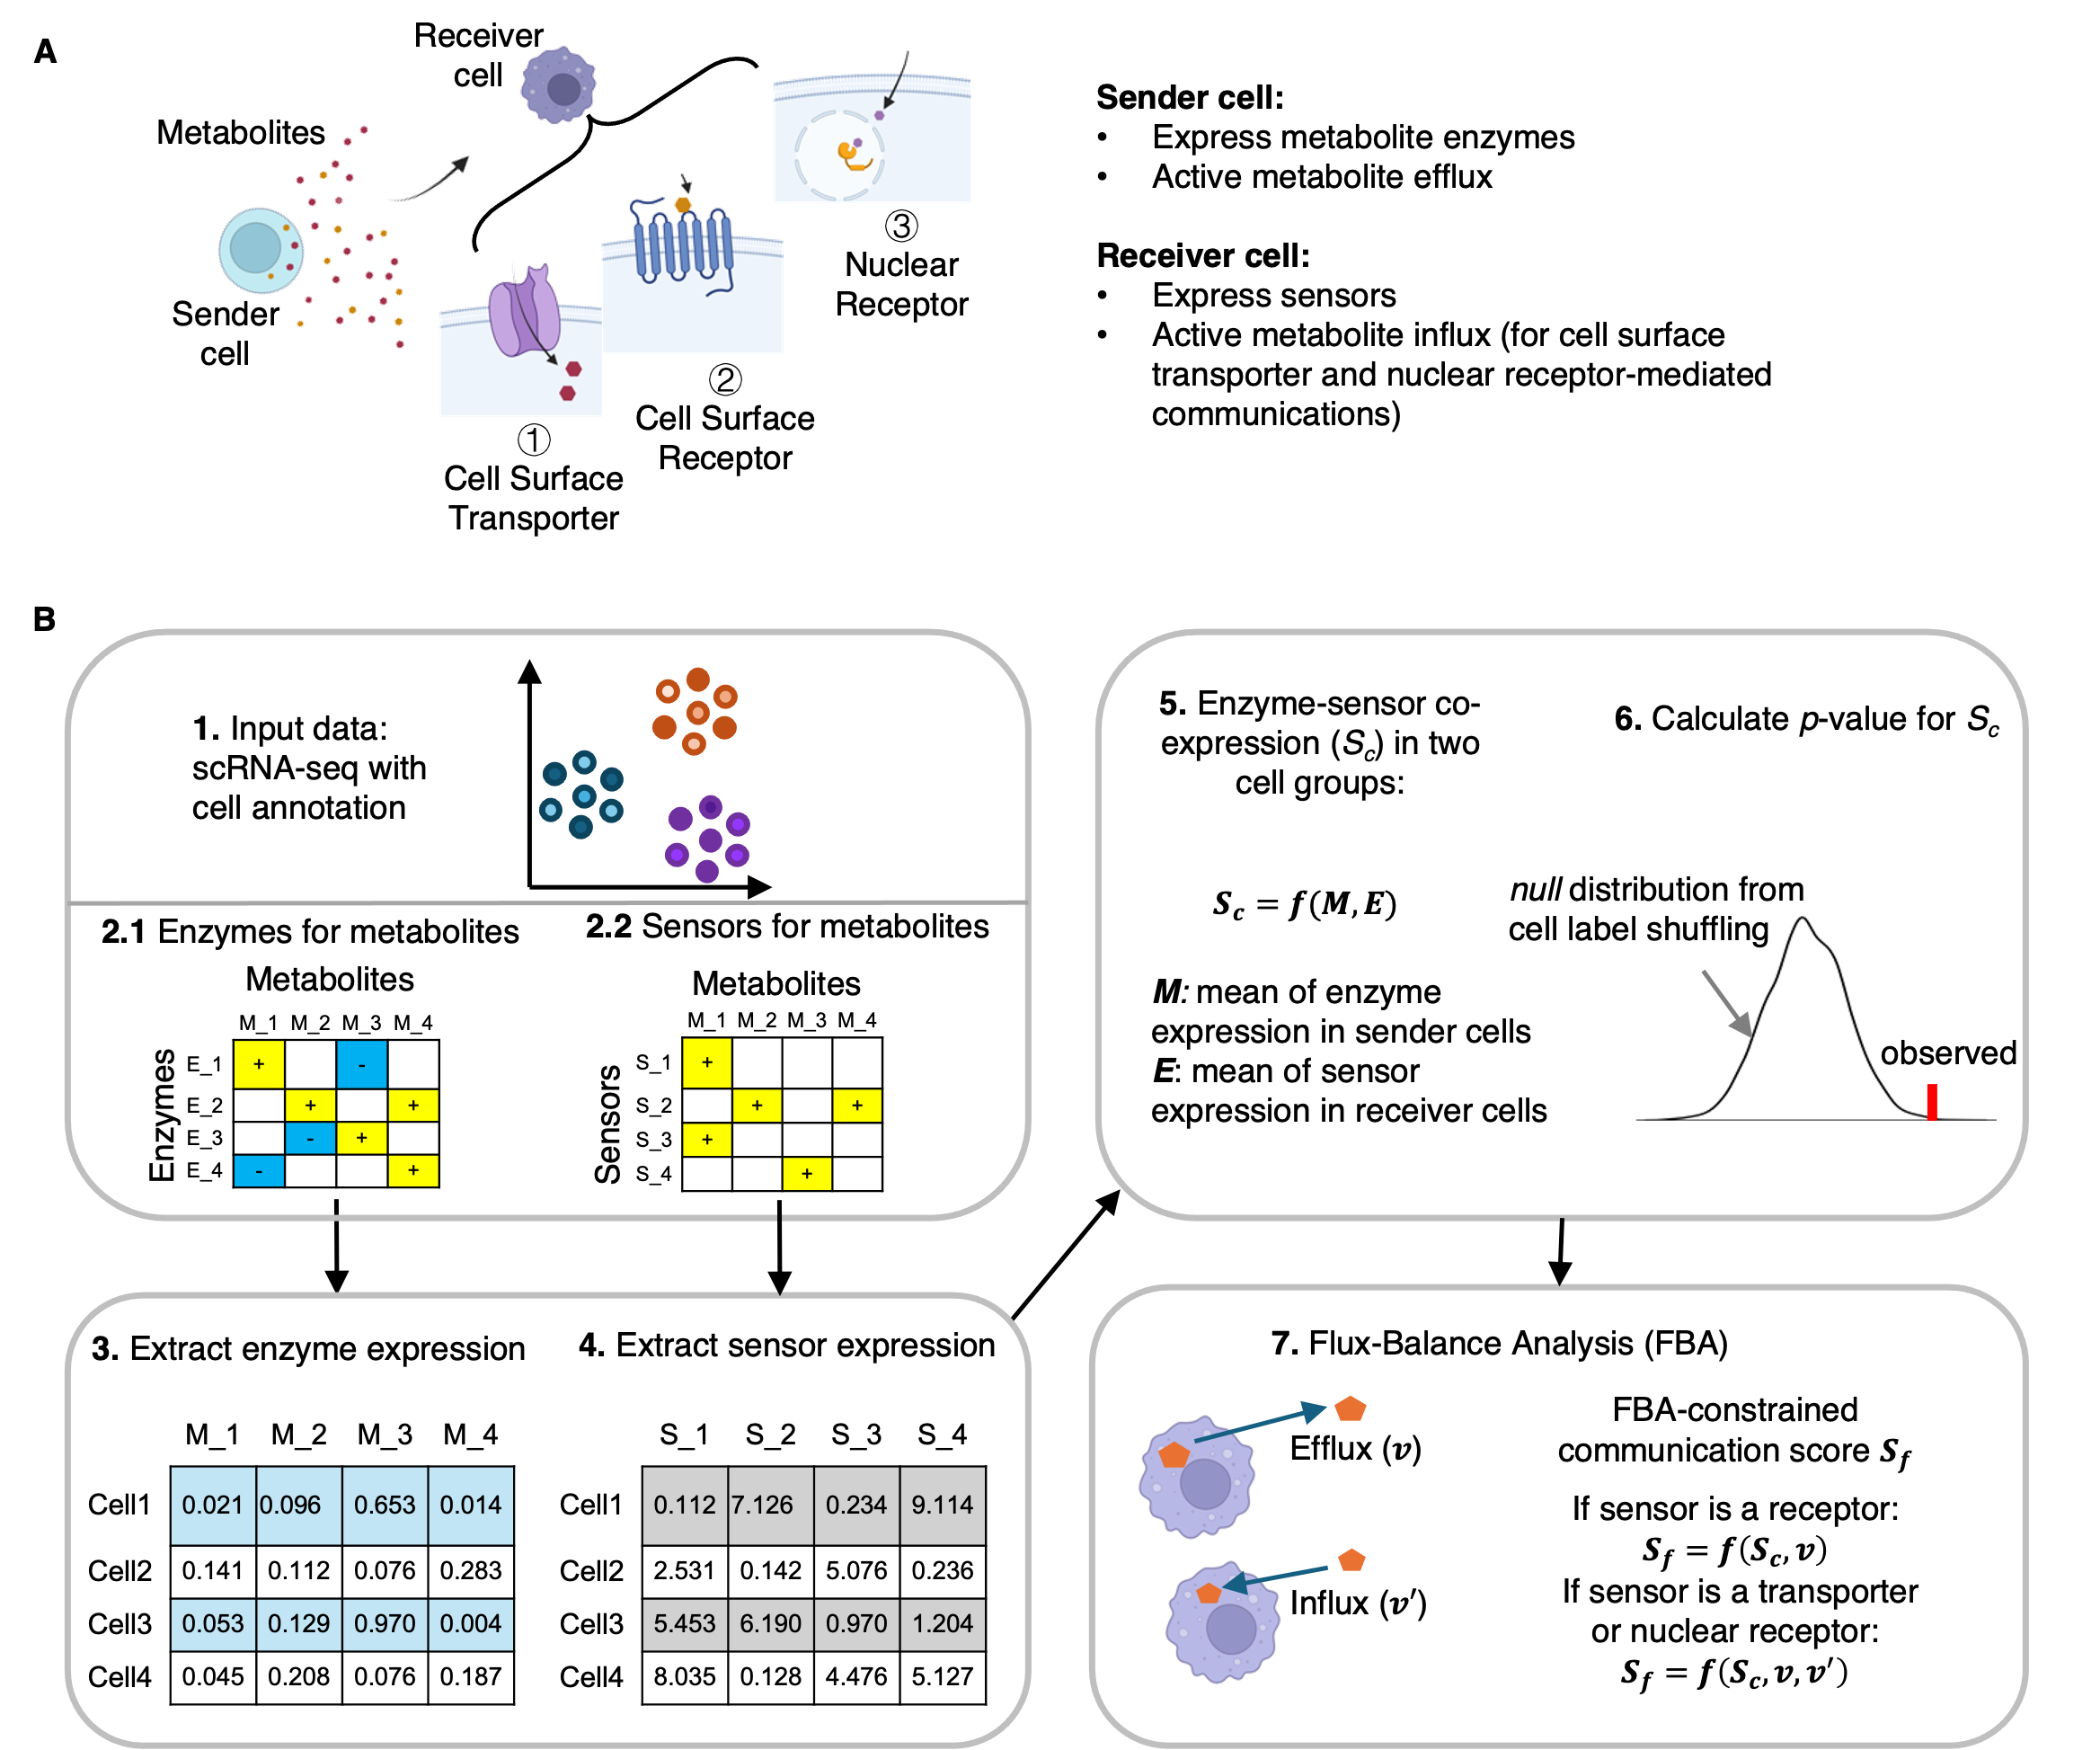 A
Receiver
cell
Metabolites
Sender
cell
①
Cell Surface
Transporter
②
Cell Surface
Receptor
③
Nuclear
Receptor
Sender cell:
• Express metabolite enzymes
• Active metabolite efflux
Receiver cell:
• Express sensors
• Active metabolite influx (for cell surface
transporter and nuclear receptor-mediated
communications)
B
1. Input data:
scRNA-seq with
cell annotation
2.1 Enzymes for metabolites
Metabolites
M_1 M_2 M_3 M_4
Enzymes
E_1 + -
E_2 + +
E_3 - +
E_4 - +
2.2 Sensors for metabolites
Metabolites
M_1 M_2 M_3 M_4
Sensors
S_1 +
S_2 + +
S_3 +
S_4 +
3. Extract enzyme expression
M_1 M_2 M_3 M_4
Cell1 0.021 0.096 0.653 0.014
Cell2 0.141 0.112 0.076 0.283
Cell3 0.053 0.129 0.970 0.004
Cell4 0.045 0.208 0.076 0.187
4. Extract sensor expression
S_1 S_2 S_3 S_4
Cell1 0.112 7.126 0.234 9.114
Cell2 2.531 0.142 5.076 0.236
Cell3 5.453 6.190 0.970 1.204
Cell4 8.035 0.128 4.476 5.127
5. Enzyme-sensor co-
expression (Sc) in two
cell groups:
Sc = f(M, E)
M: mean of enzyme
expression in sender cells
E: mean of sensor
expression in receiver cells
6. Calculate p-value for Sc
null distribution from
cell label shuffling
observed
7. Flux-Balance Analysis (FBA)
Efflux (v)
Influx (v′)
FBA-constrained
communication score Sf
If sensor is a receptor:
Sf = f(Sc, v)
If sensor is a transporter
or nuclear receptor:
Sf = f(Sc, v, v′)